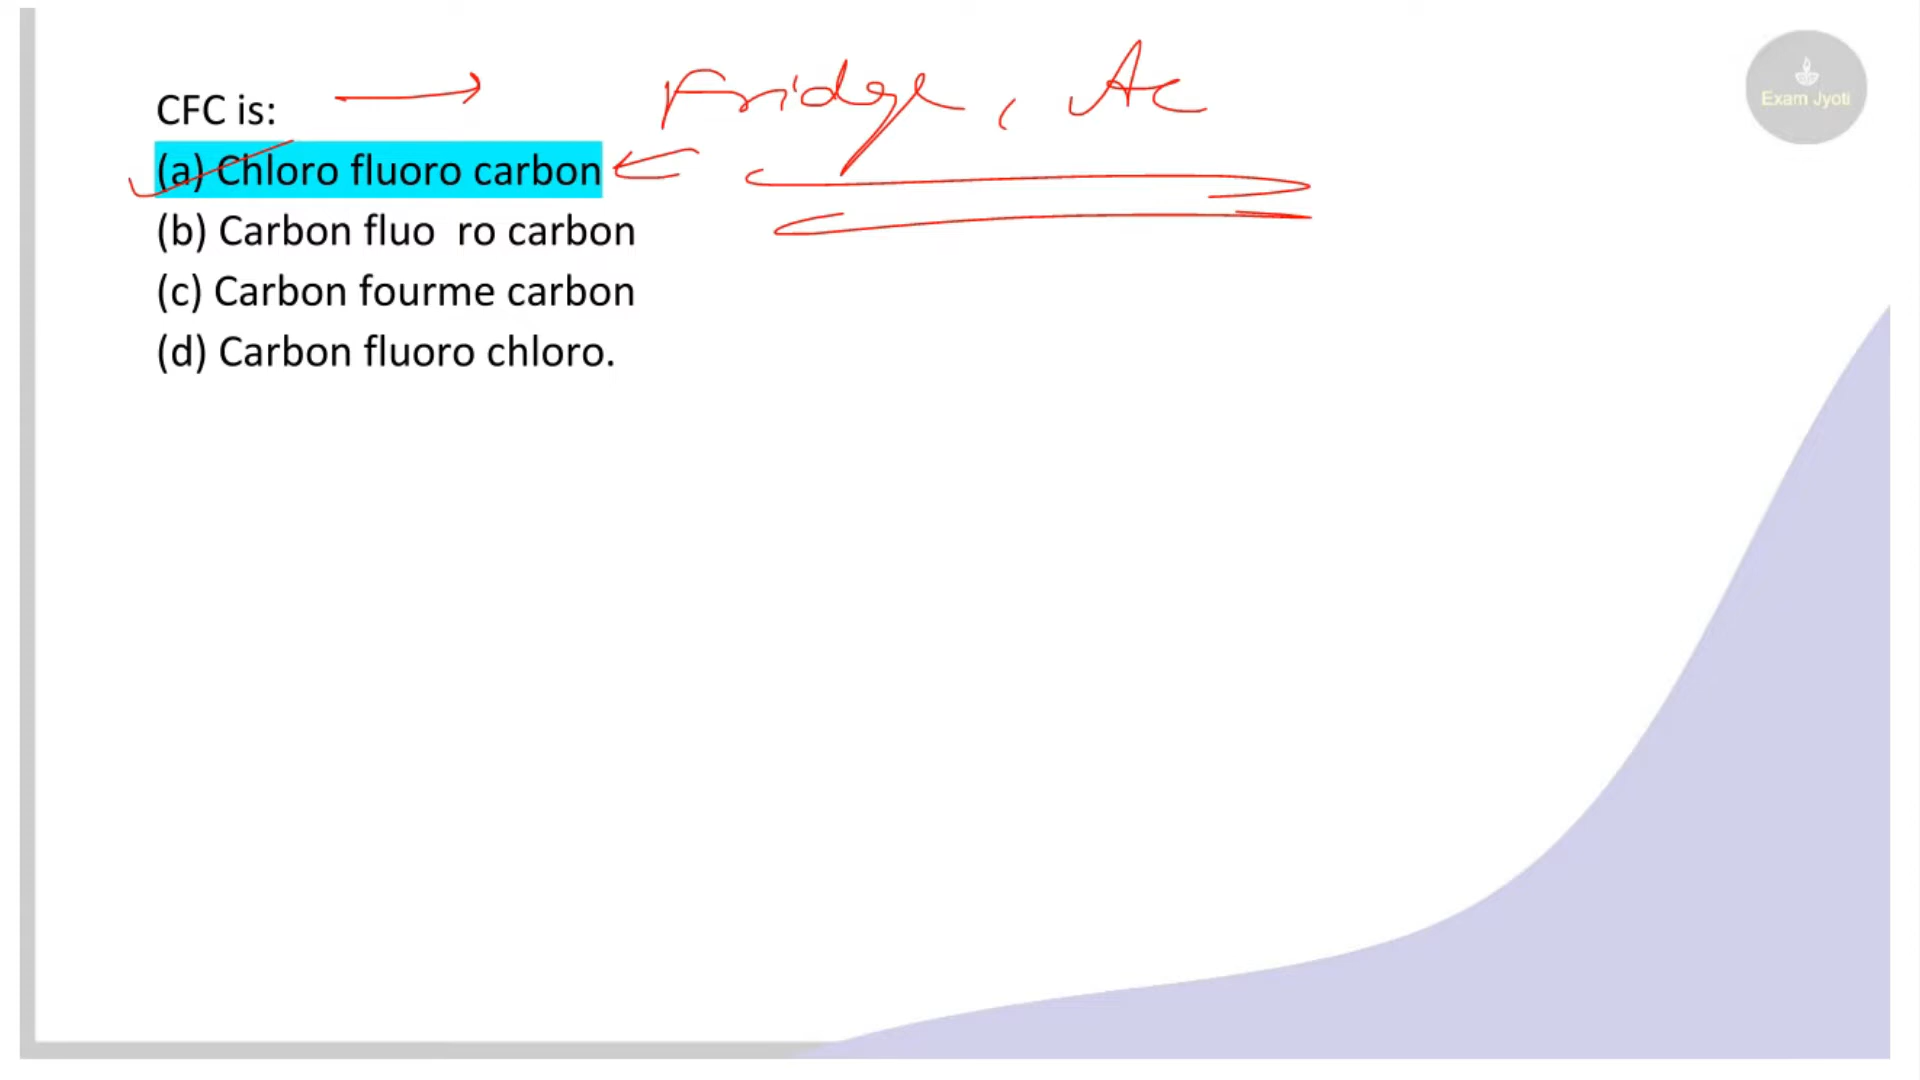 CFC is: Fridge, Ac
Exam Jyoti
(a) Chloro fluoro carbon
(b) Carbon fluo  ro carbon
(c) Carbon fourme carbon
(d) Carbon fluoro chloro.